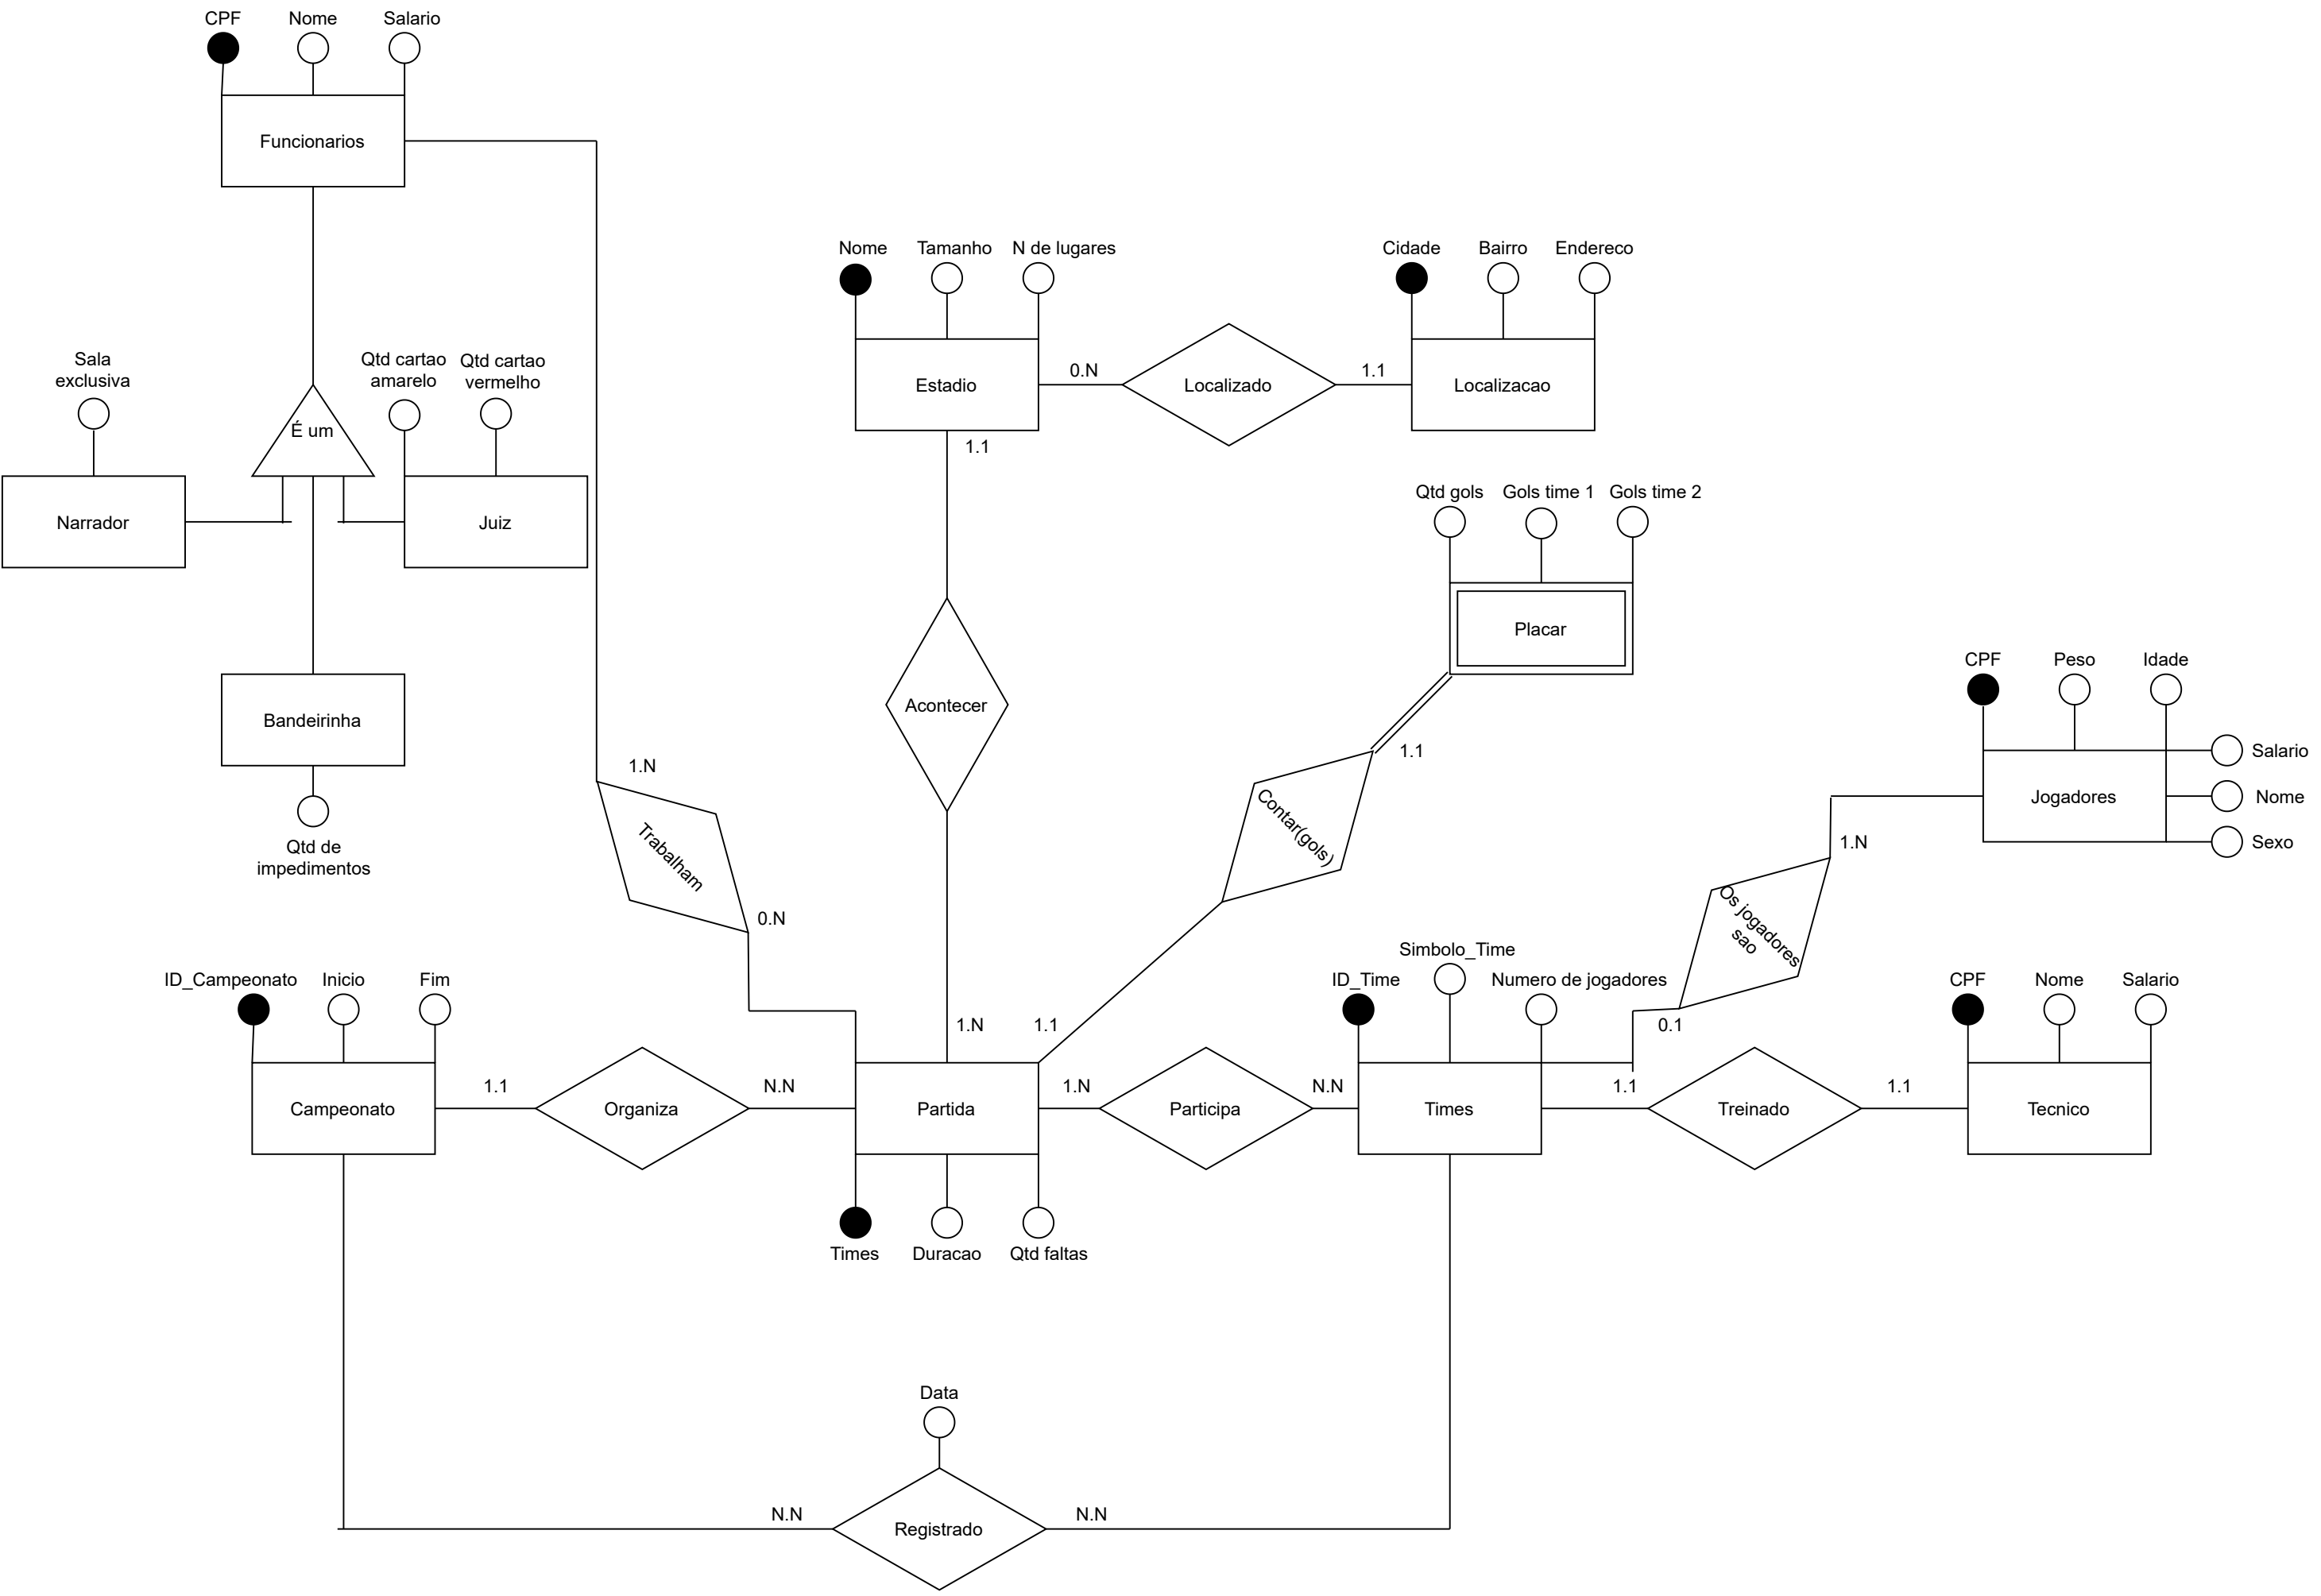 CPF
Nome
Salario
Funcionarios
Nome
Tamanho
N de lugares
Cidade
Bairro
Endereco
Sala
exclusiva
Qtd cartao
amarelo
Qtd cartao
vermelho
É um
Estadio
0.N
Localizado
1.1
Localizacao
1.1
Narrador
Juiz
Qtd gols
Gols time 1
Gols time 2
Placar
Bandeirinha
Acontecer
1.1
CPF
Peso
Idade
Salario
Jogadores
Nome
Sexo
1.N
Trabalham
0.N
Contar(gols)
1.N
Os jogadores
sao
0.1
Qtd de
impedimentos
ID_Campeonato
Inicio
Fim
1.N
1.1
ID_Time
Simbolo_Time
Numero de jogadores
CPF
Nome
Salario
Campeonato
1.1
Organiza
N.N
Partida
1.N
Participa
N.N
Times
1.1
Treinado
1.1
Tecnico
Times
Duracao
Qtd faltas
Data
N.N
Registrado
N.N